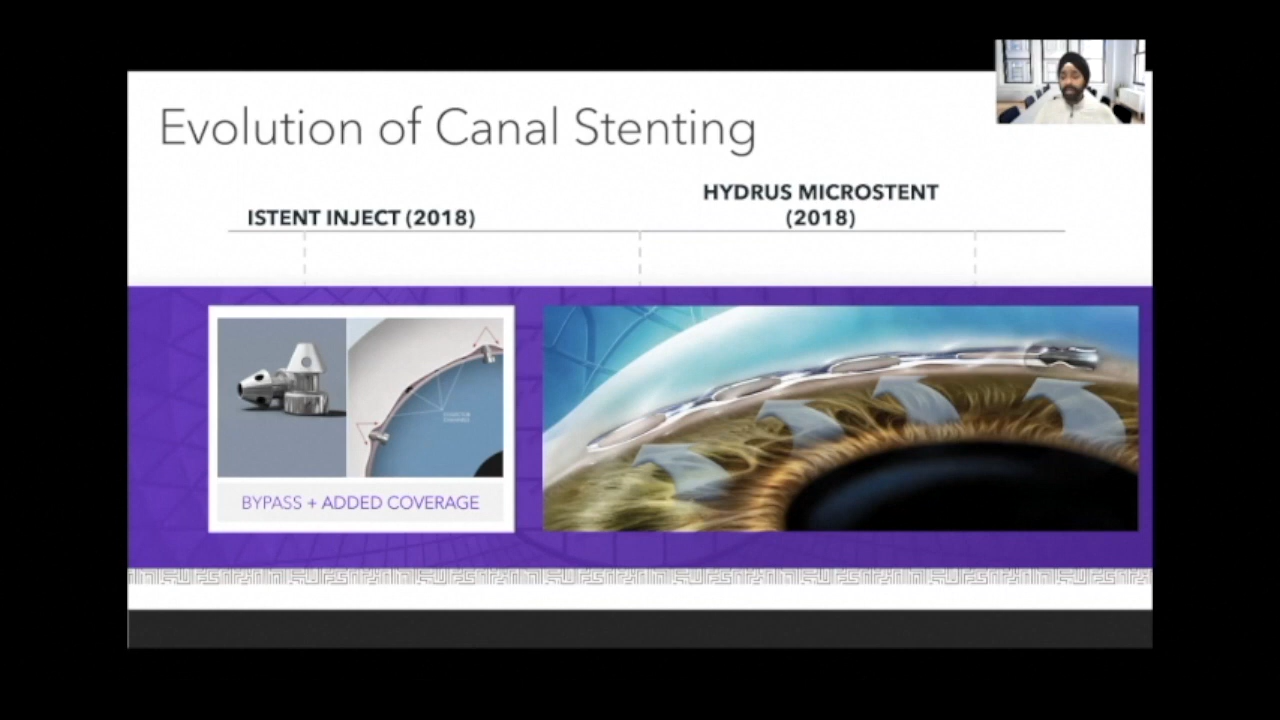 Evolution of Canal Stenting
HYDRUS MICROSTENT
ISTENT INJECT (2018)
(2018)
BYPASS + ADDED COVERAGE